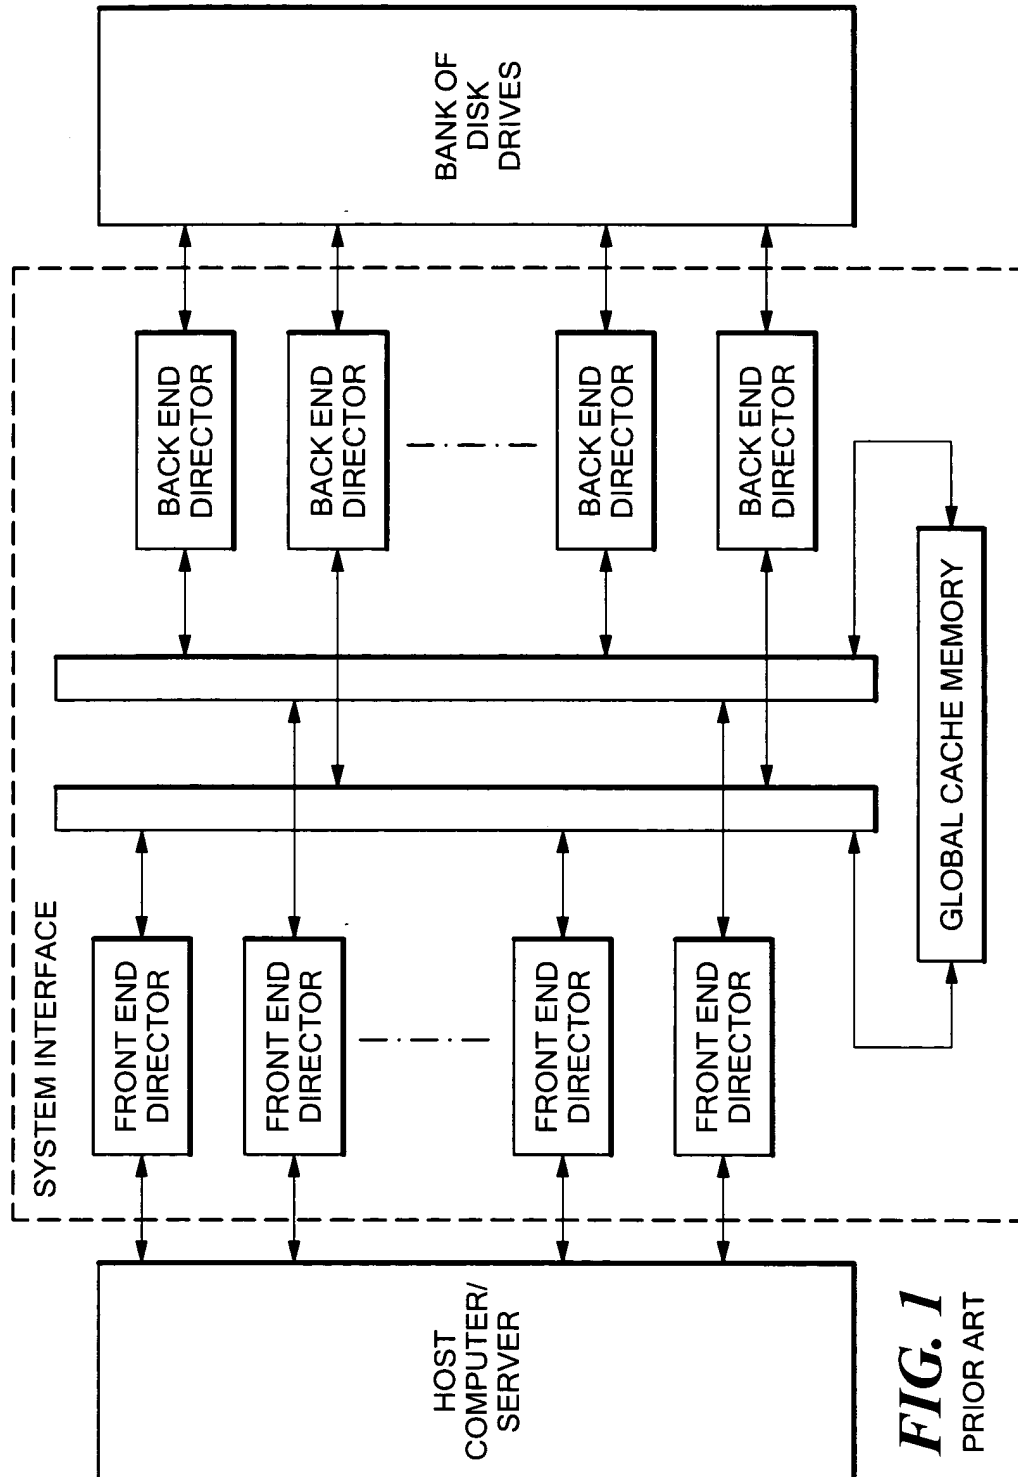 SYSTEM INTERFACE
HOST
COMPUTER/
SERVER
FRONT END
DIRECTOR
FRONT END
DIRECTOR
FRONT END
DIRECTOR
FRONT END
DIRECTOR
BACK END
DIRECTOR
BACK END
DIRECTOR
BACK END
DIRECTOR
BACK END
DIRECTOR
BANK OF
DISK
DRIVES
GLOBAL CACHE MEMORY
FIG. 1
PRIOR ART